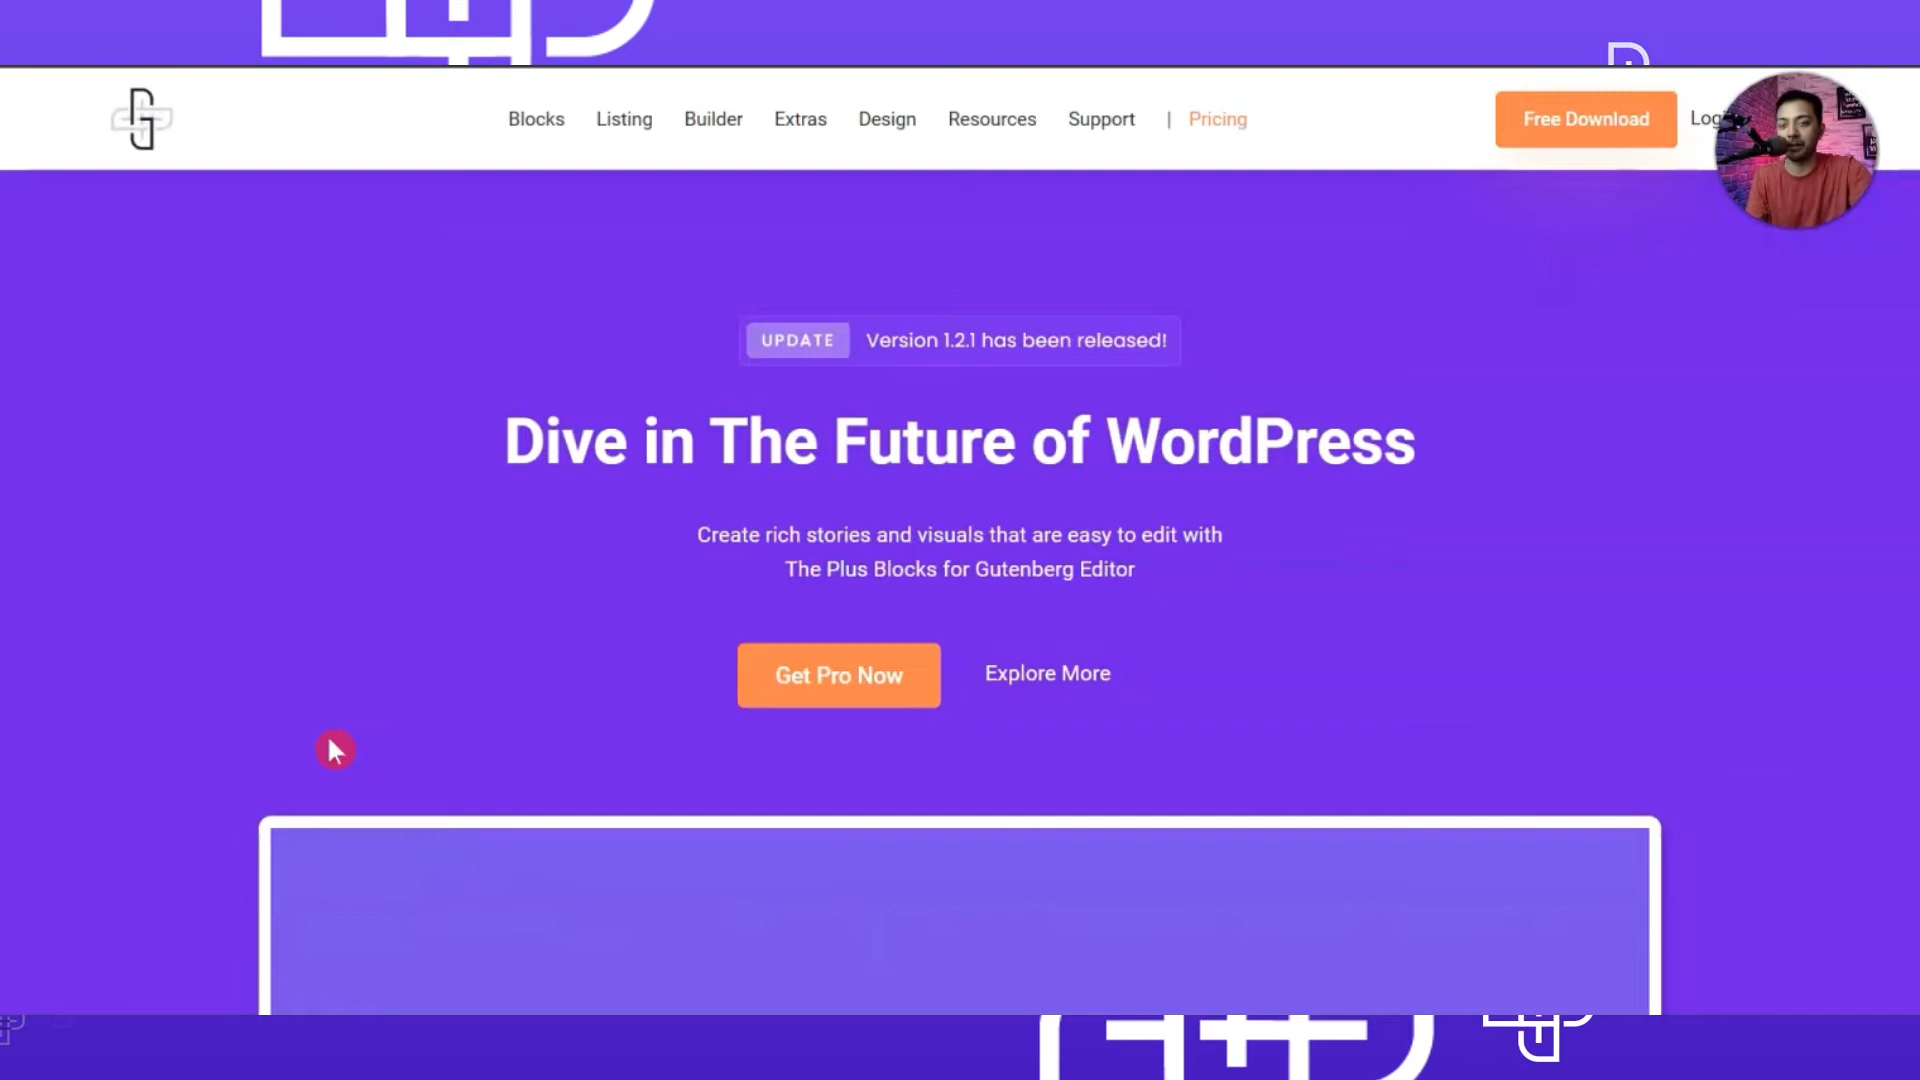 Blocks
Listing
Builder
Extras
Design
Resources
Support
|
Pricing
Free Download
UPDATE
Version 1.2.1 has been released!
Dive in The Future of WordPress
Create rich stories and visuals that are easy to edit with
The Plus Blocks for Gutenberg Editor
Get Pro Now
Explore More